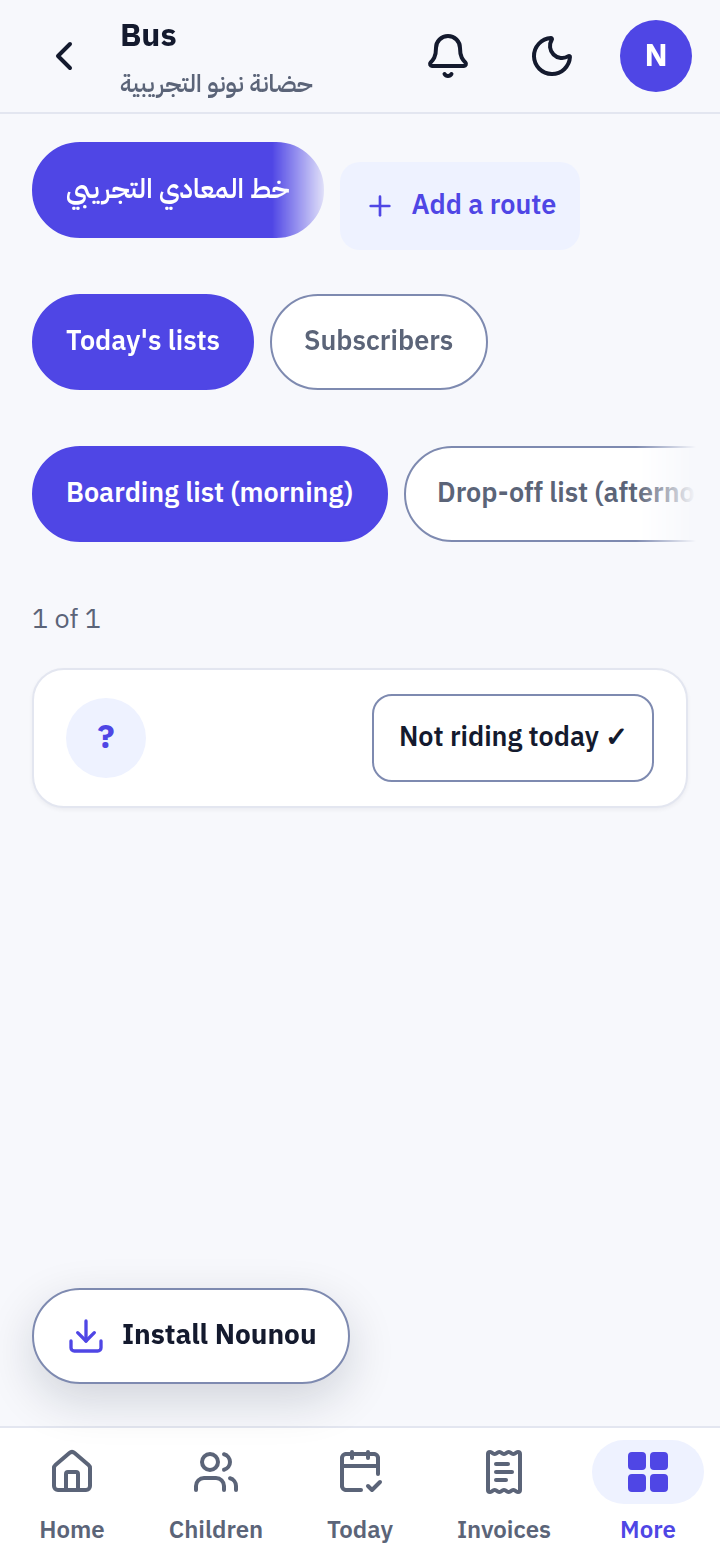 Bus
حضانة نونو التجريبية
N
خط المعادي التجريبي
+ Add a route
Today's lists
Subscribers
Boarding list (morning)
Drop-off list (afterno
1 of 1
?
Not riding today ✓
Install Nounou
Home
Children
Today
Invoices
More